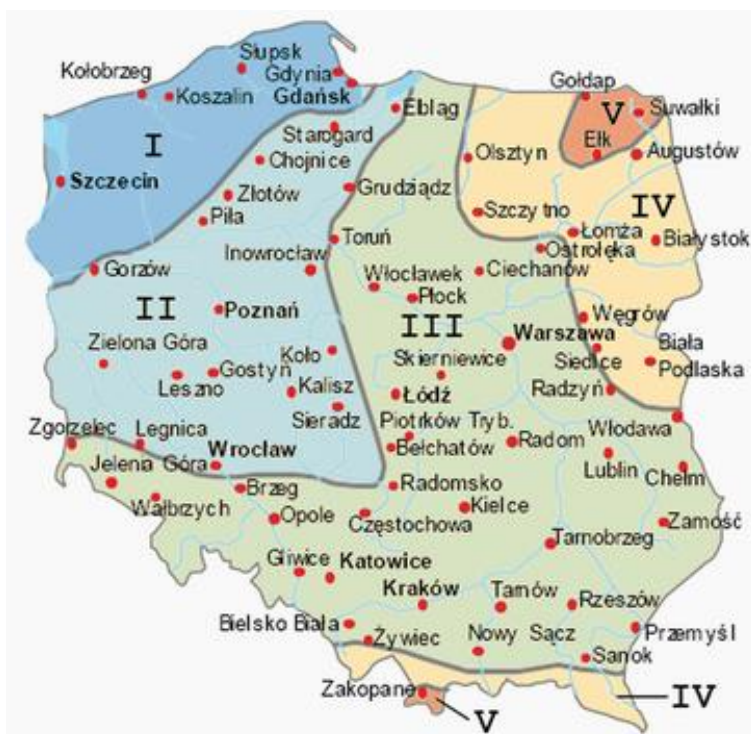 Słupsk
Kołobrzeg
Gdynia
Koszalin
Gdańsk
Elbląg
Gołdap
V
Suwałki
Starogard
I
Chojnice
Olsztyn
Ełk
Augustów
Szczecin
Grudziądz
Złotów
Szczytno
IV
Piła
Łomża
Toruń
Białystok
Ostrołęka
Inowrocław
Gorzów
Włocławek
Ciechanów
Płock
II
Poznań
III
Węgrów
Warszawa
Zielona Góra
Koło
Skierniewice
Siedlce
Biała
Podlaska
Gostyń
Leszno
Kalisz
Łódź
Radzyń
Sieradz
Zgorzelec
Legnica
Piotrków Tryb.
Włodawa
Wrocław
Bełchatów
Radom
Jelenia Góra
Lublin
Chełm
Brzeg
Radomsko
Wałbrzych
Kielce
Opole
Częstochowa
Zamość
Tarnobrzeg
Gliwice
Katowice
Kraków
Tarnów
Rzeszów
Bielsko Biała
Przemyśl
Żywiec
Nowy Sącz
Sanok
Zakopane
IV
V